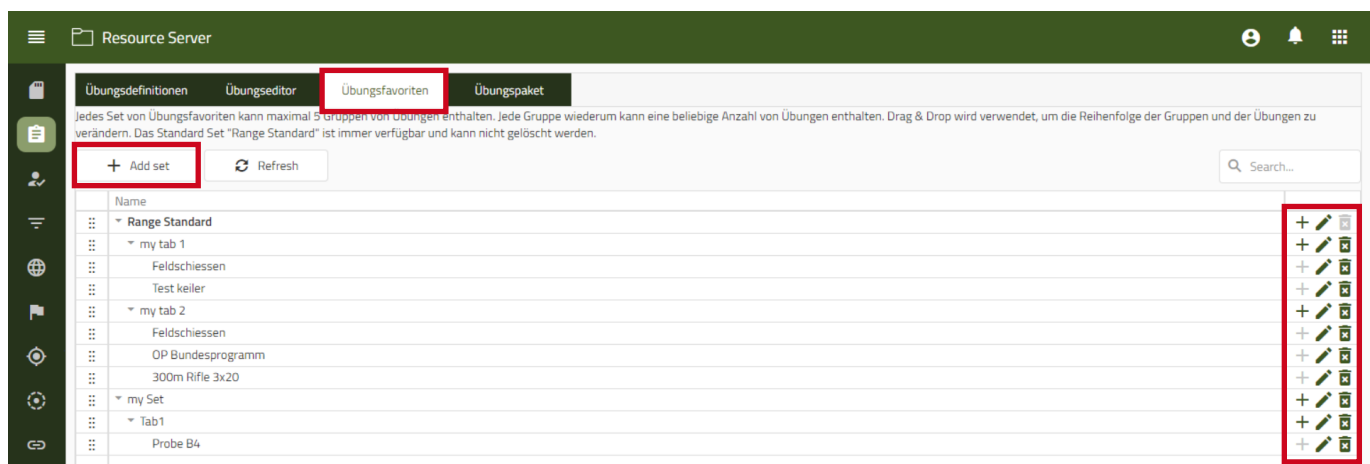 Resource Server
Übungsdefinitionen Übungseditor Übungsfavoriten Übungspaket
Jedes Set von Übungsfavoriten kann maximal 5 Gruppen von Übungen enthalten. Jede Gruppe wiederum kann eine beliebige Anzahl von Übungen enthalten. Drag & Drop wird verwendet, um die Reihenfolge der Gruppen und der Übungen zu
verändern. Das Standard Set "Range Standard" ist immer verfügbar und kann nicht gelöscht werden.
Add set Refresh Search...
Name
Range Standard
my tab 1
Feldschiessen
Test keiler
my tab 2
Feldschiessen
OP Bundesprogramm
300m Rifle 3x20
my Set
Tab1
Probe B4